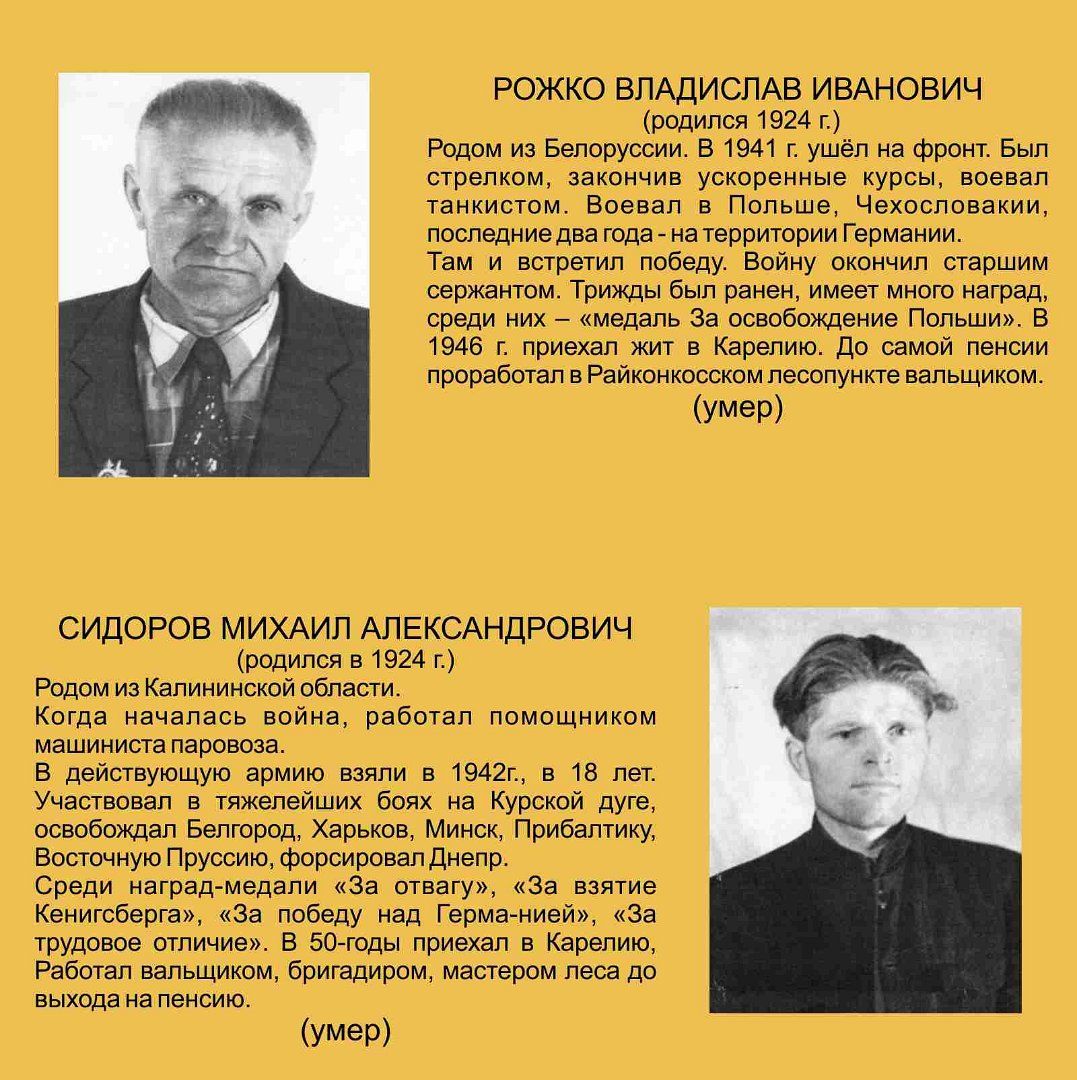 РОЖКО ВЛАДИСЛАВ ИВАНОВИЧ
(родился 1924 г.)
Родом из Белоруссии. В 1941 г. ушёл на фронт. Был
стрелком, закончив ускоренные курсы, воевал
танкистом. Воевал в Польше, Чехословакии,
последние два года - на территории Германии.
Там и встретил победу. Войну окончил старшим
сержантом. Трижды был ранен, имеет много наград,
среди них – «медаль За освобождение Польши». В
1946 г. приехал жит в Карелию. До самой пенсии
проработал в Райконкосском лесопункте вальщиком.
(умер)
СИДОРОВ МИХАИЛ АЛЕКСАНДРОВИЧ
(родился в 1924 г.)
Родом из Калининской области.
Когда началась война, работал помощником
машиниста паровоза.
В действующую армию взяли в 1942г., в 18 лет.
Участвовал в тяжелейших боях на Курской дуге,
освобождал Белгород, Харьков, Минск, Прибалтику,
Восточную Пруссию, форсировал Днепр.
Среди наград-медали «За отвагу», «За взятие
Кенигсберга», «За победу над Герма-нией», «За
трудовое отличие». В 50-годы приехал в Карелию,
Работал вальщиком, бригадиром, мастером леса до
выхода на пенсию.
(умер)